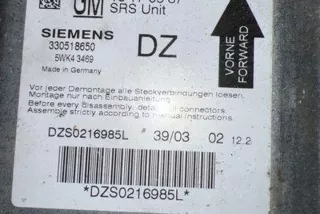 GM
SRS Unit
SIEMENS
DZ
330518650
5WK4 3469
Made in Germany
VORNE
FORWARD
Vor jeder Demontage alle Steckverbindungen loesen.
Montage nur nach Einbauanleitung
Before every disassembly, detach all connectors.
Assemble strictly according to manual instructions.
DZS0216985L 39/03 02 12.2
*DZS0216985L*